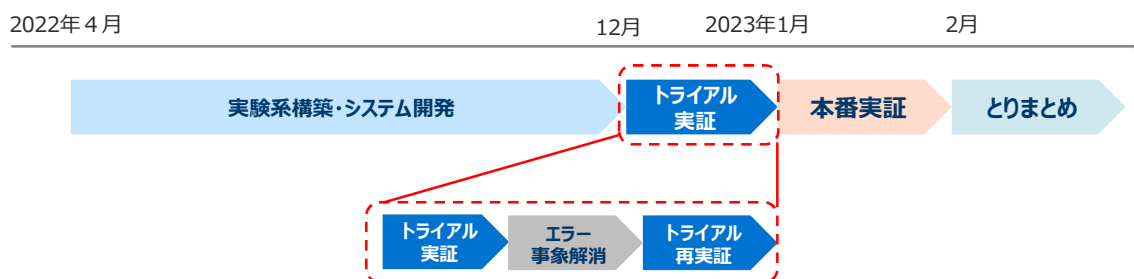 2022年４月
12月
2023年1月
2月
実験系構築・システム開発
トライアル
実証
本番実証
とりまとめ
トライアル
実証
エラー
事象解消
トライアル
再実証